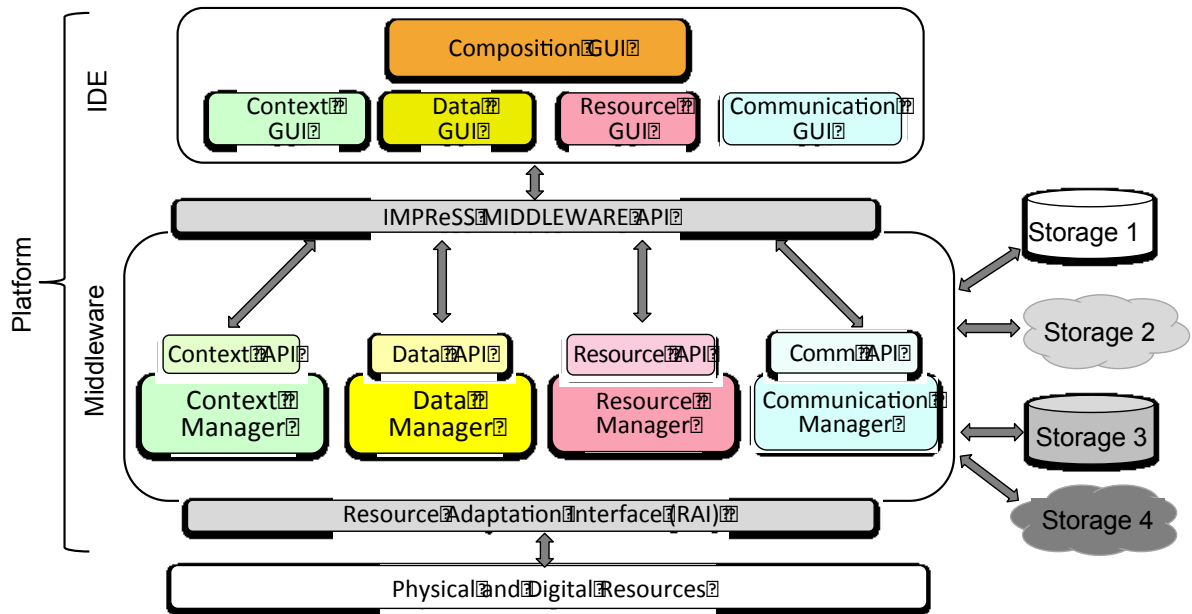 Platform
IDE
Composition GUI
Context
GUI
Data
GUI
Resource
GUI
Communication
GUI
IMPReSS MIDDLEWARE API
Middleware
Context API
Data API
Resource API
Comm API
Context
Manager
Data
Manager
Resource
Manager
Communication
Manager
Resource Adaptation Interface (RAI)
Physical and Digital Resources
Storage 1
Storage 2
Storage 3
Storage 4